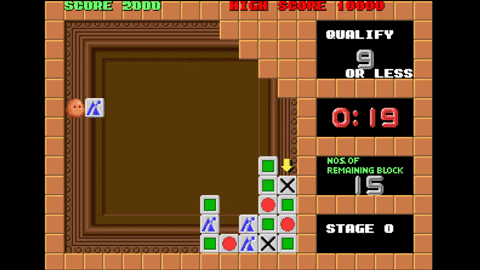 SCORE 2000
HIGH SCORE 10000
QUALIFY
9
OR LESS
0:19
NOS.OF
REMAINING BLOCK
15
STAGE 0